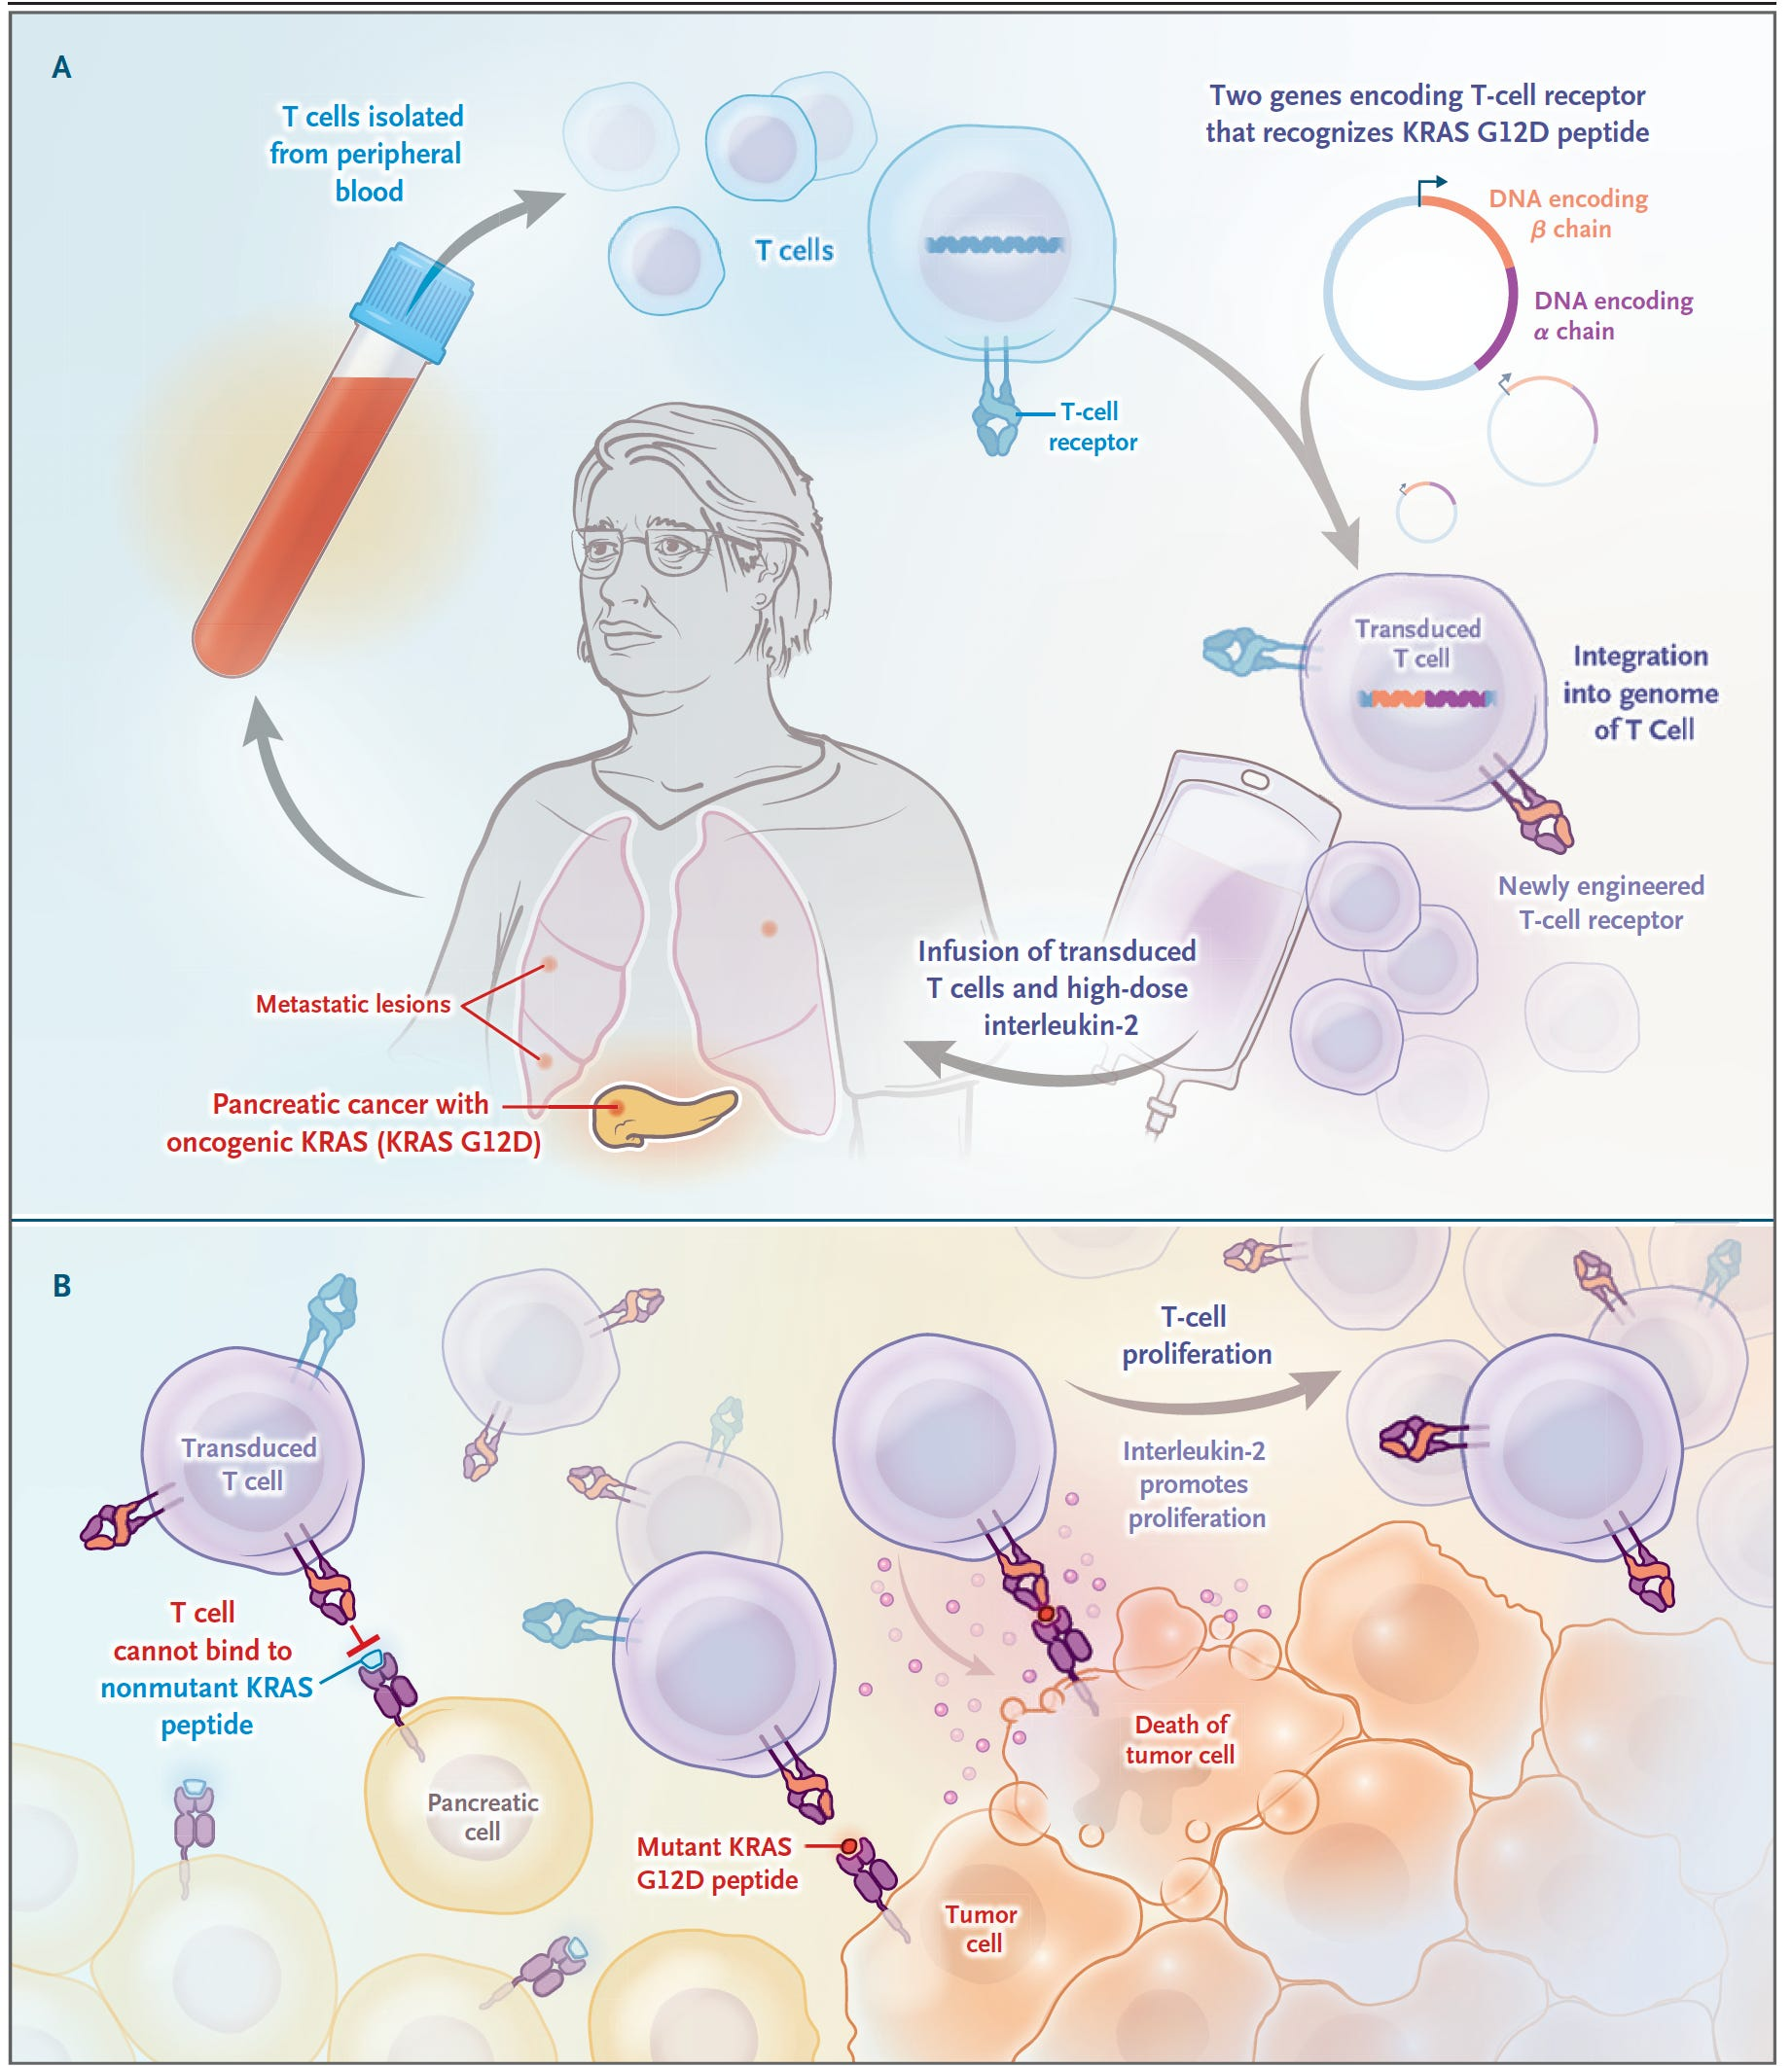 A
T cells isolated
from peripheral
blood
T cells
T-cell
receptor
Two genes encoding T-cell receptor
that recognizes KRAS G12D peptide
DNA encoding
β chain
DNA encoding
α chain
Transduced
T cell
Integration
into genome
of T Cell
Newly engineered
T-cell receptor
Infusion of transduced
T cells and high-dose
interleukin-2
Metastatic lesions
Pancreatic cancer with
oncogenic KRAS (KRAS G12D)
B
Transduced
T cell
T cell
cannot bind to
nonmutant KRAS
peptide
Pancreatic
cell
Mutant KRAS
G12D peptide
Tumor
cell
Death of
tumor cell
T-cell
proliferation
Interleukin-2
promotes
proliferation